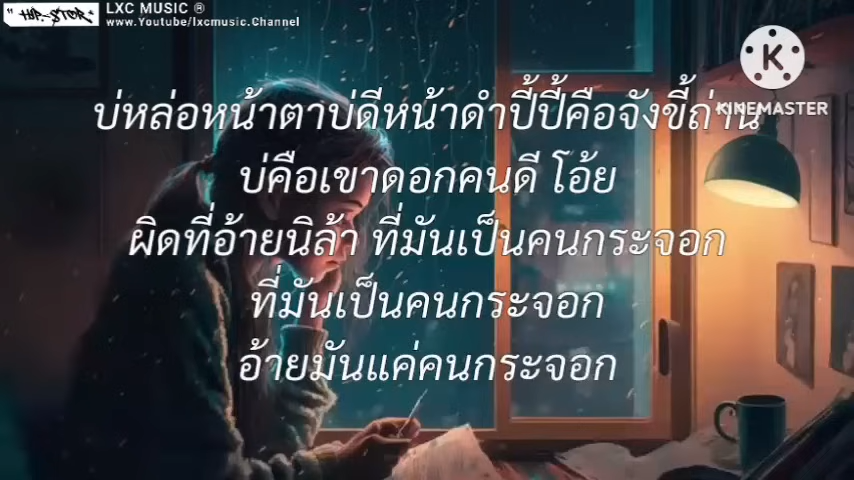 HIP-STOR
LXC MUSIC ®
www.Youtube/lxcmusic.Channel
KINEMASTER
บ่หล่อหน้าตาบ่ดีหน้าดำปี้ปี้คือจังขี้ถ่าน
บ่คือเขาดอกคนดี โอ้ย
ผิดที่อ้ายนิล้า ที่มันเป็นคนกระจอก
ที่มันเป็นคนกระจอก
อ้ายมันแค่คนกระจอก